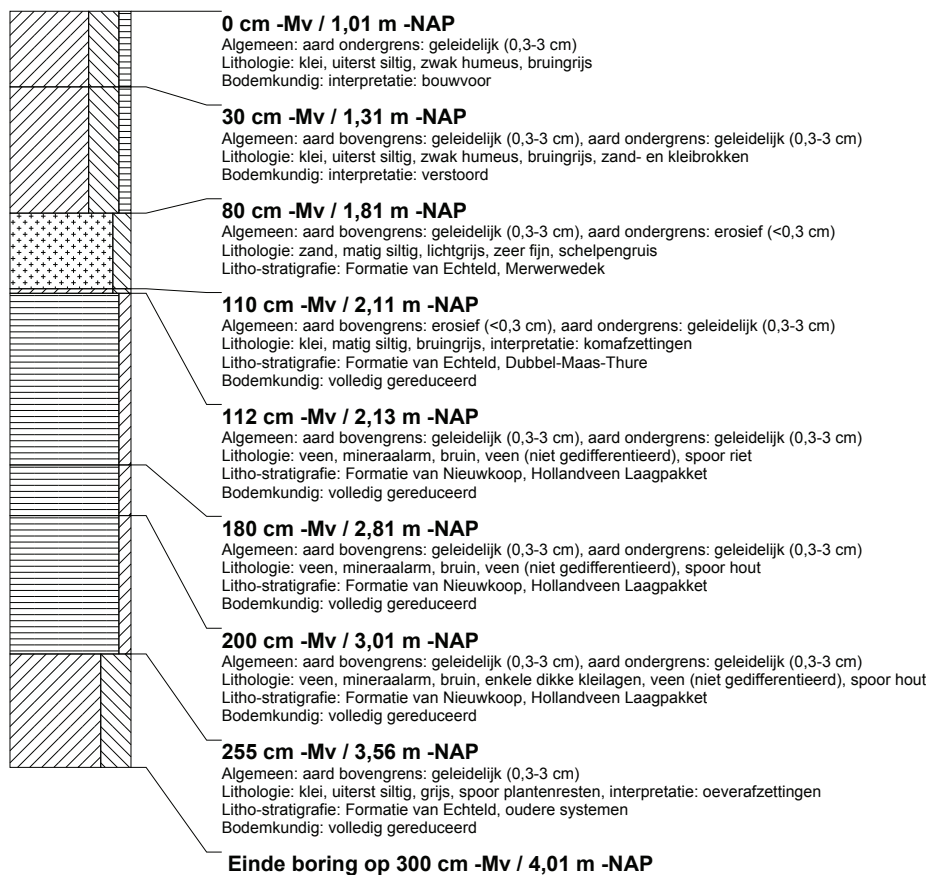 0 cm -Mv / 1,01 m -NAP
Algemeen: aard ondergrens: geleidelijk (0,3-3 cm)
Lithologie: klei, uiterst siltig, zwak humeus, bruingrijs
Bodemkundig: interpretatie: bouwvoor
30 cm -Mv / 1,31 m -NAP
Algemeen: aard bovengrens: geleidelijk (0,3-3 cm), aard ondergrens: geleidelijk (0,3-3 cm)
Lithologie: klei, uiterst siltig, zwak humeus, bruingrijs, zand- en kleibrokken
Bodemkundig: interpretatie: verstoord
80 cm -Mv / 1,81 m -NAP
Algemeen: aard bovengrens: geleidelijk (0,3-3 cm), aard ondergrens: erosief (<0,3 cm)
Lithologie: zand, matig siltig, lichtgrijs, zeer fijn, schelpengruis
Litho-stratigrafie: Formatie van Echteld, Merwerwedek
110 cm -Mv / 2,11 m -NAP
Algemeen: aard bovengrens: erosief (<0,3 cm), aard ondergrens: geleidelijk (0,3-3 cm)
Lithologie: klei, matig siltig, bruingrijs, interpretatie: komafzettingen
Litho-stratigrafie: Formatie van Echteld, Dubbel-Maas-Thure
Bodemkundig: volledig gereduceerd
112 cm -Mv / 2,13 m -NAP
Algemeen: aard bovengrens: geleidelijk (0,3-3 cm), aard ondergrens: geleidelijk (0,3-3 cm)
Lithologie: veen, mineraalarm, bruin, veen (niet gedifferentieerd), spoor riet
Litho-stratigrafie: Formatie van Nieuwkoop, Hollandveen Laagpakket
Bodemkundig: volledig gereduceerd
180 cm -Mv / 2,81 m -NAP
Algemeen: aard bovengrens: geleidelijk (0,3-3 cm), aard ondergrens: geleidelijk (0,3-3 cm)
Lithologie: veen, mineraalarm, bruin, veen (niet gedifferentieerd), spoor hout
Litho-stratigrafie: Formatie van Nieuwkoop, Hollandveen Laagpakket
Bodemkundig: volledig gereduceerd
200 cm -Mv / 3,01 m -NAP
Algemeen: aard bovengrens: geleidelijk (0,3-3 cm), aard ondergrens: geleidelijk (0,3-3 cm)
Lithologie: veen, mineraalarm, bruin, enkele dikke kleilagen, veen (niet gedifferentieerd), spoor hout
Litho-stratigrafie: Formatie van Nieuwkoop, Hollandveen Laagpakket
Bodemkundig: volledig gereduceerd
255 cm -Mv / 3,56 m -NAP
Algemeen: aard bovengrens: geleidelijk (0,3-3 cm)
Lithologie: klei, uiterst siltig, grijs, spoor plantenresten, interpretatie: oeverafzettingen
Litho-stratigrafie: Formatie van Echteld, oudere systemen
Bodemkundig: volledig gereduceerd
Einde boring op 300 cm -Mv / 4,01 m -NAP